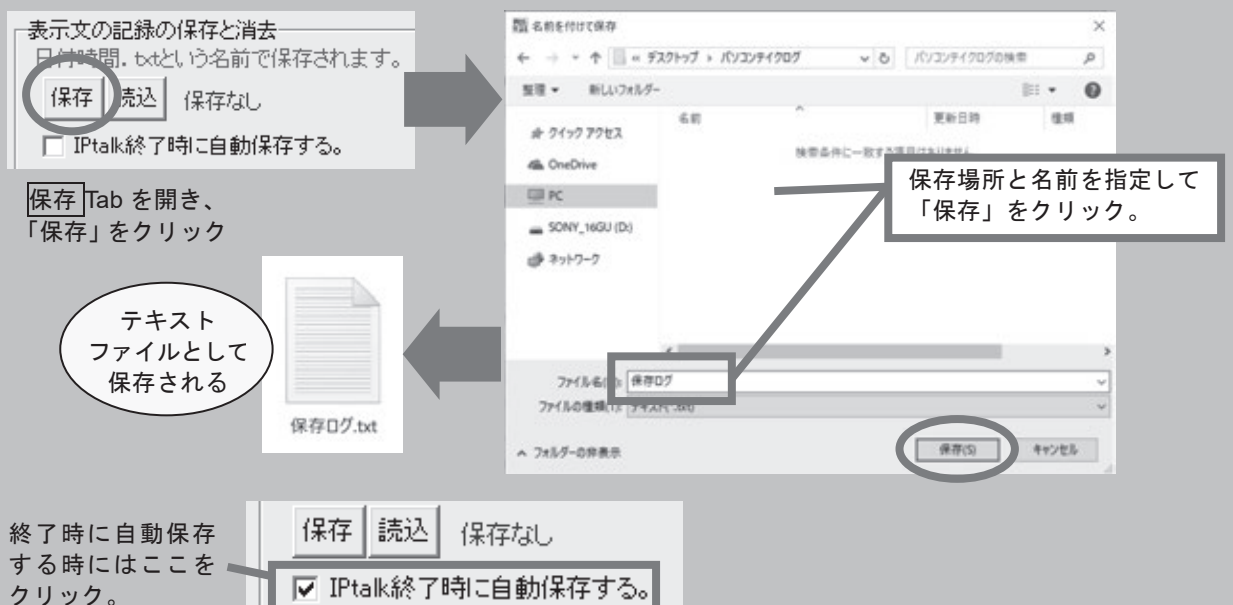 表示文の記録の保存と消去
日付時間.txtという名前で保存されます。
保存 読込 保存なし
IPtalk終了時に自動保存する。
保存 Tab を開き、
「保存」をクリック
名前を付けて保存
« デスクトップ › パソコンテイクログ
パソコンテイクログの検索
整理 新しいフォルダー
名前 更新日時 種類
検索条件に一致する項目はありません。
クイック アクセス
OneDrive
PC
SONY_16GU (D:)
ネットワーク
保存場所と名前を指定して
「保存」をクリック。
ファイル名 保存ログ
ファイルの種類(T): テキスト(*.txt)
フォルダーの非表示
保存(S) キャンセル
テキスト
ファイルとして
保存される
保存ログ.txt
終了時に自動保存
する時にはここを
クリック。
保存 読込 保存なし
IPtalk終了時に自動保存する。